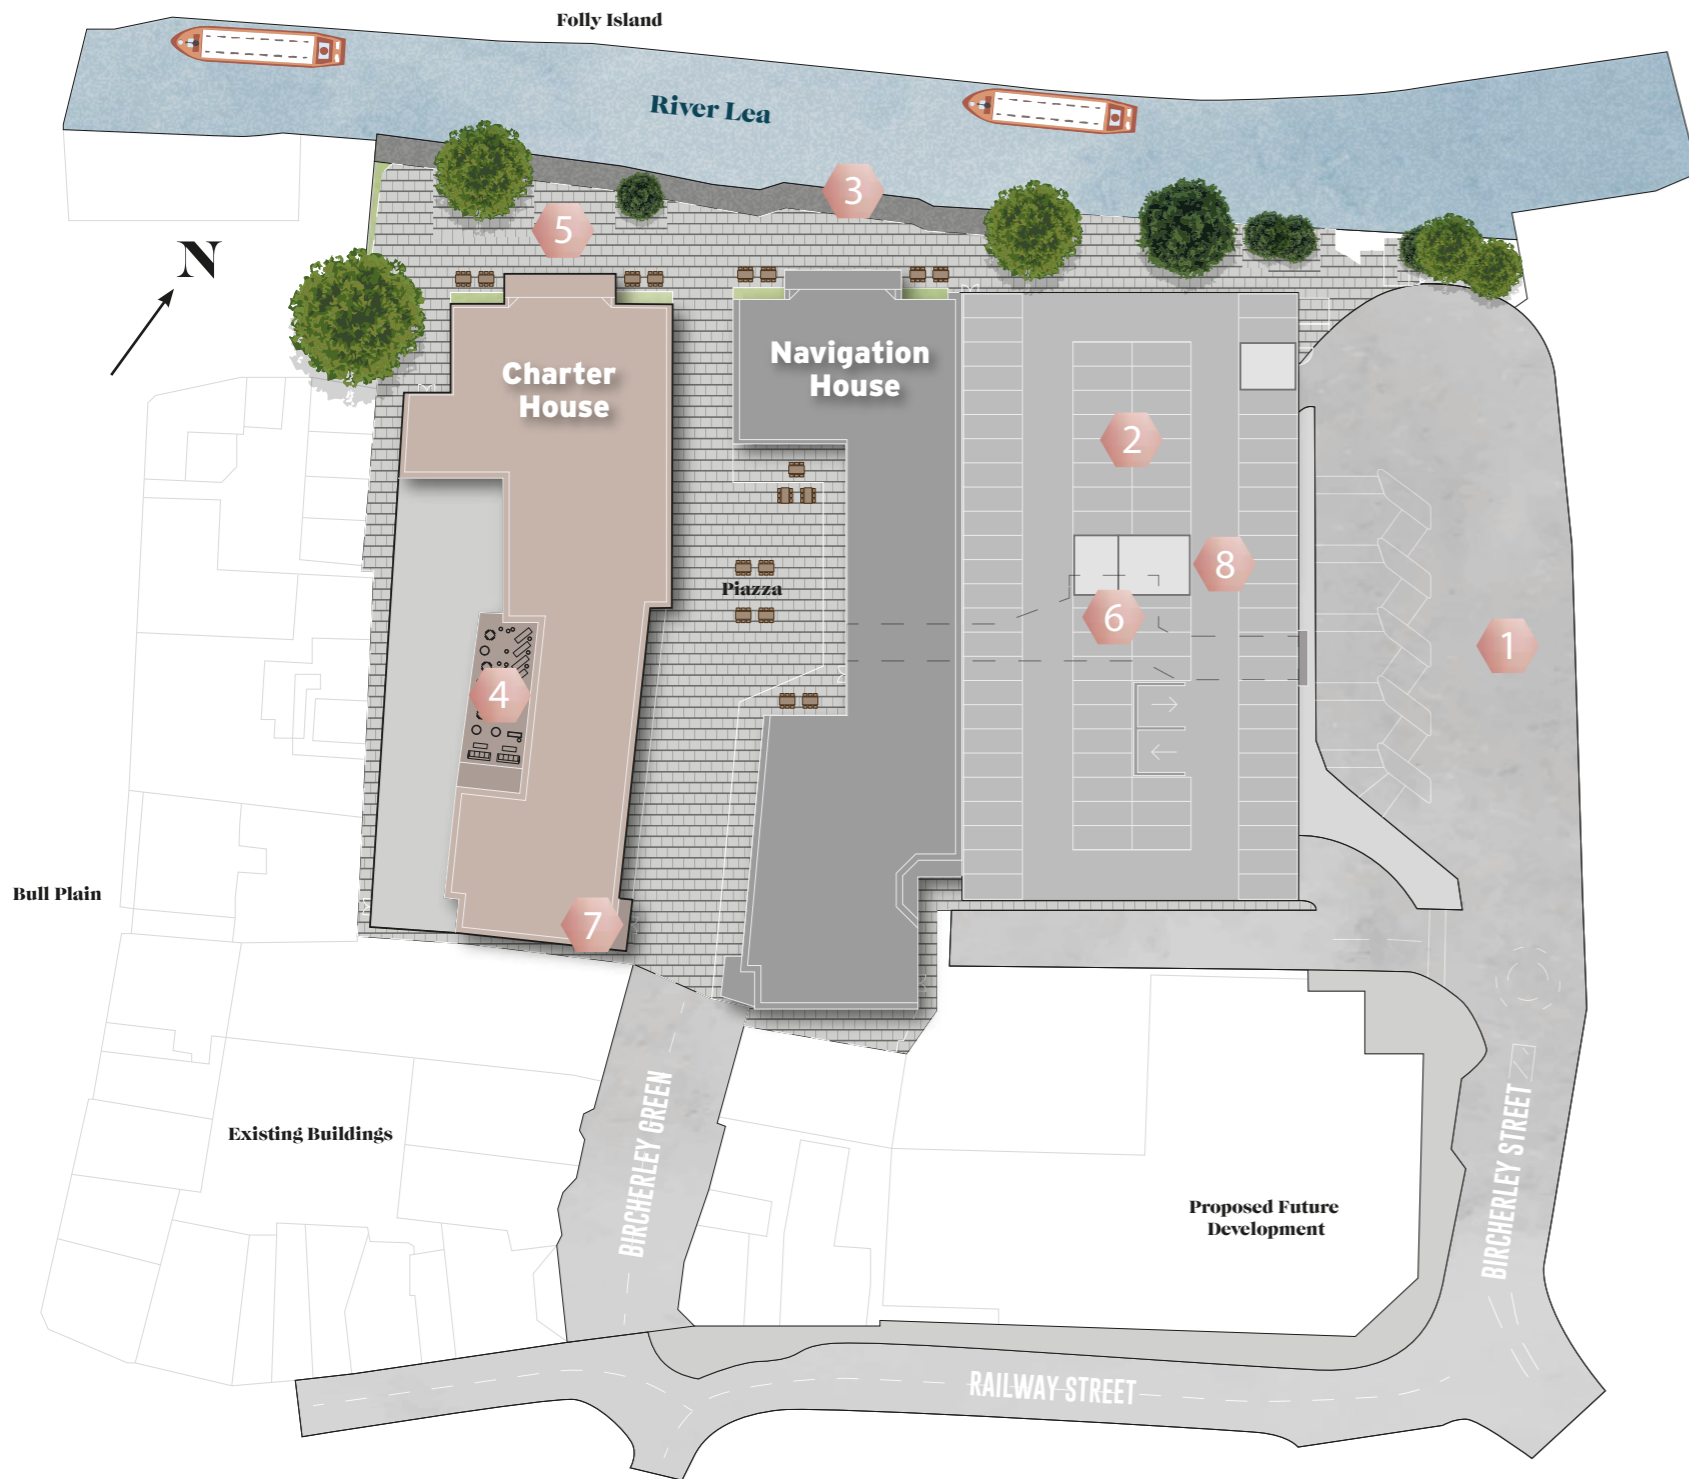 Folly Island
River Lea
3
5
N
Navigation
House
Charter
House
2
8
6
Piazza
1
4
Bull Plain
7
BIRCHERLEY GREEN
Existing Buildings
BIRCHERLEY STREET
Proposed Future
Development
RAILWAY STREET